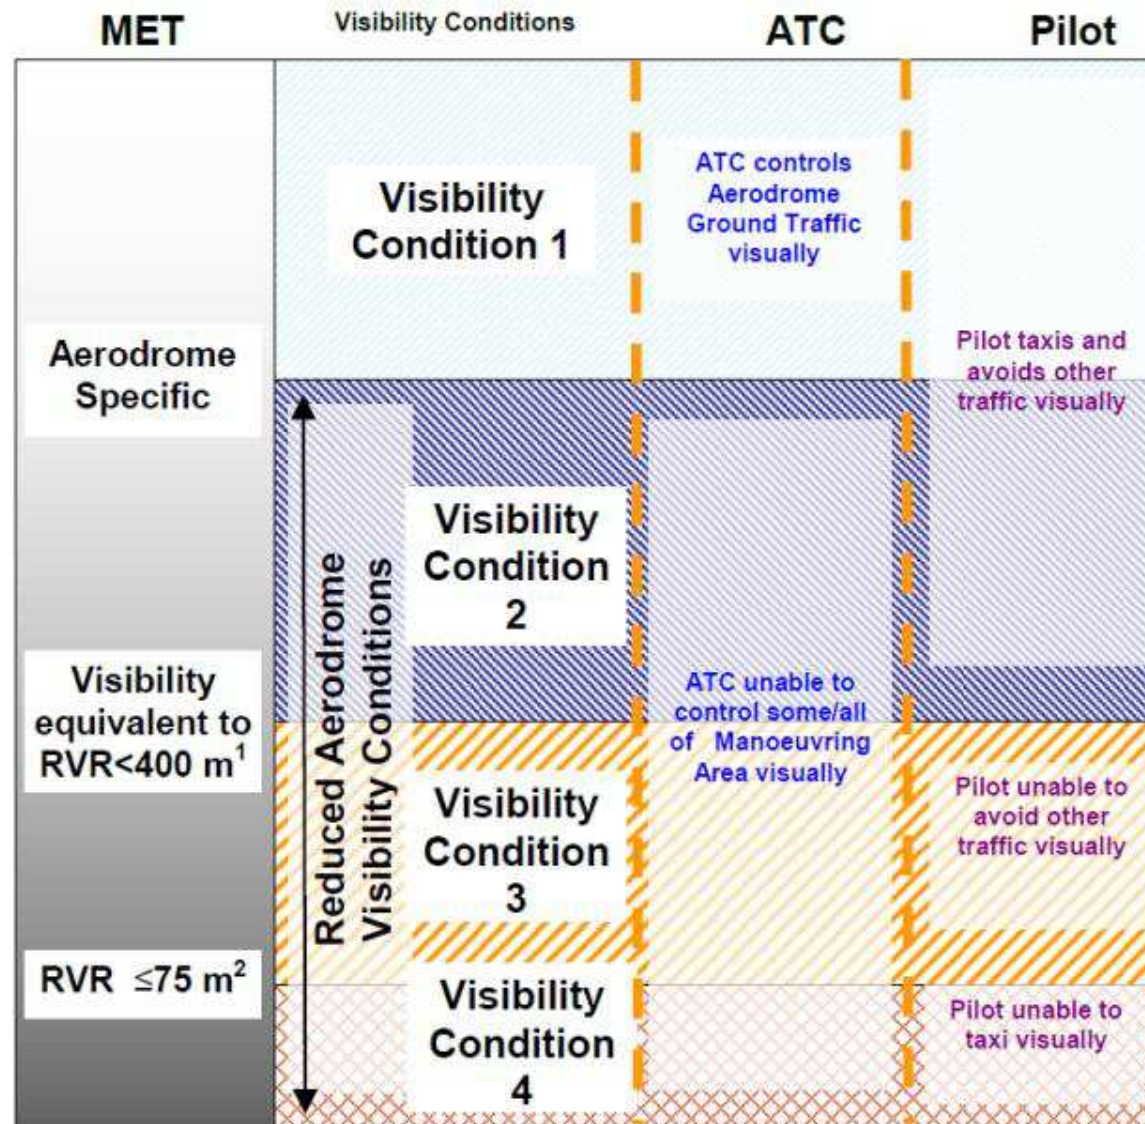 MET
Visibility Conditions
ATC
Pilot
Visibility
Condition 1
ATC controls
Aerodrome
Ground Traffic
visually
Aerodrome
Specific
Pilot taxis and
avoids other
traffic visually
Reduced Aerodrome
Visibility Conditions
Visibility
Condition
2
Visibility
equivalent to
RVR<400 m¹
ATC unable to
control some/all
of Manoeuvring
Area visually
Visibility
Condition
3
Pilot unable to
avoid other
traffic visually
RVR ≤75 m²
Visibility
Condition
4
Pilot unable to
taxi visually